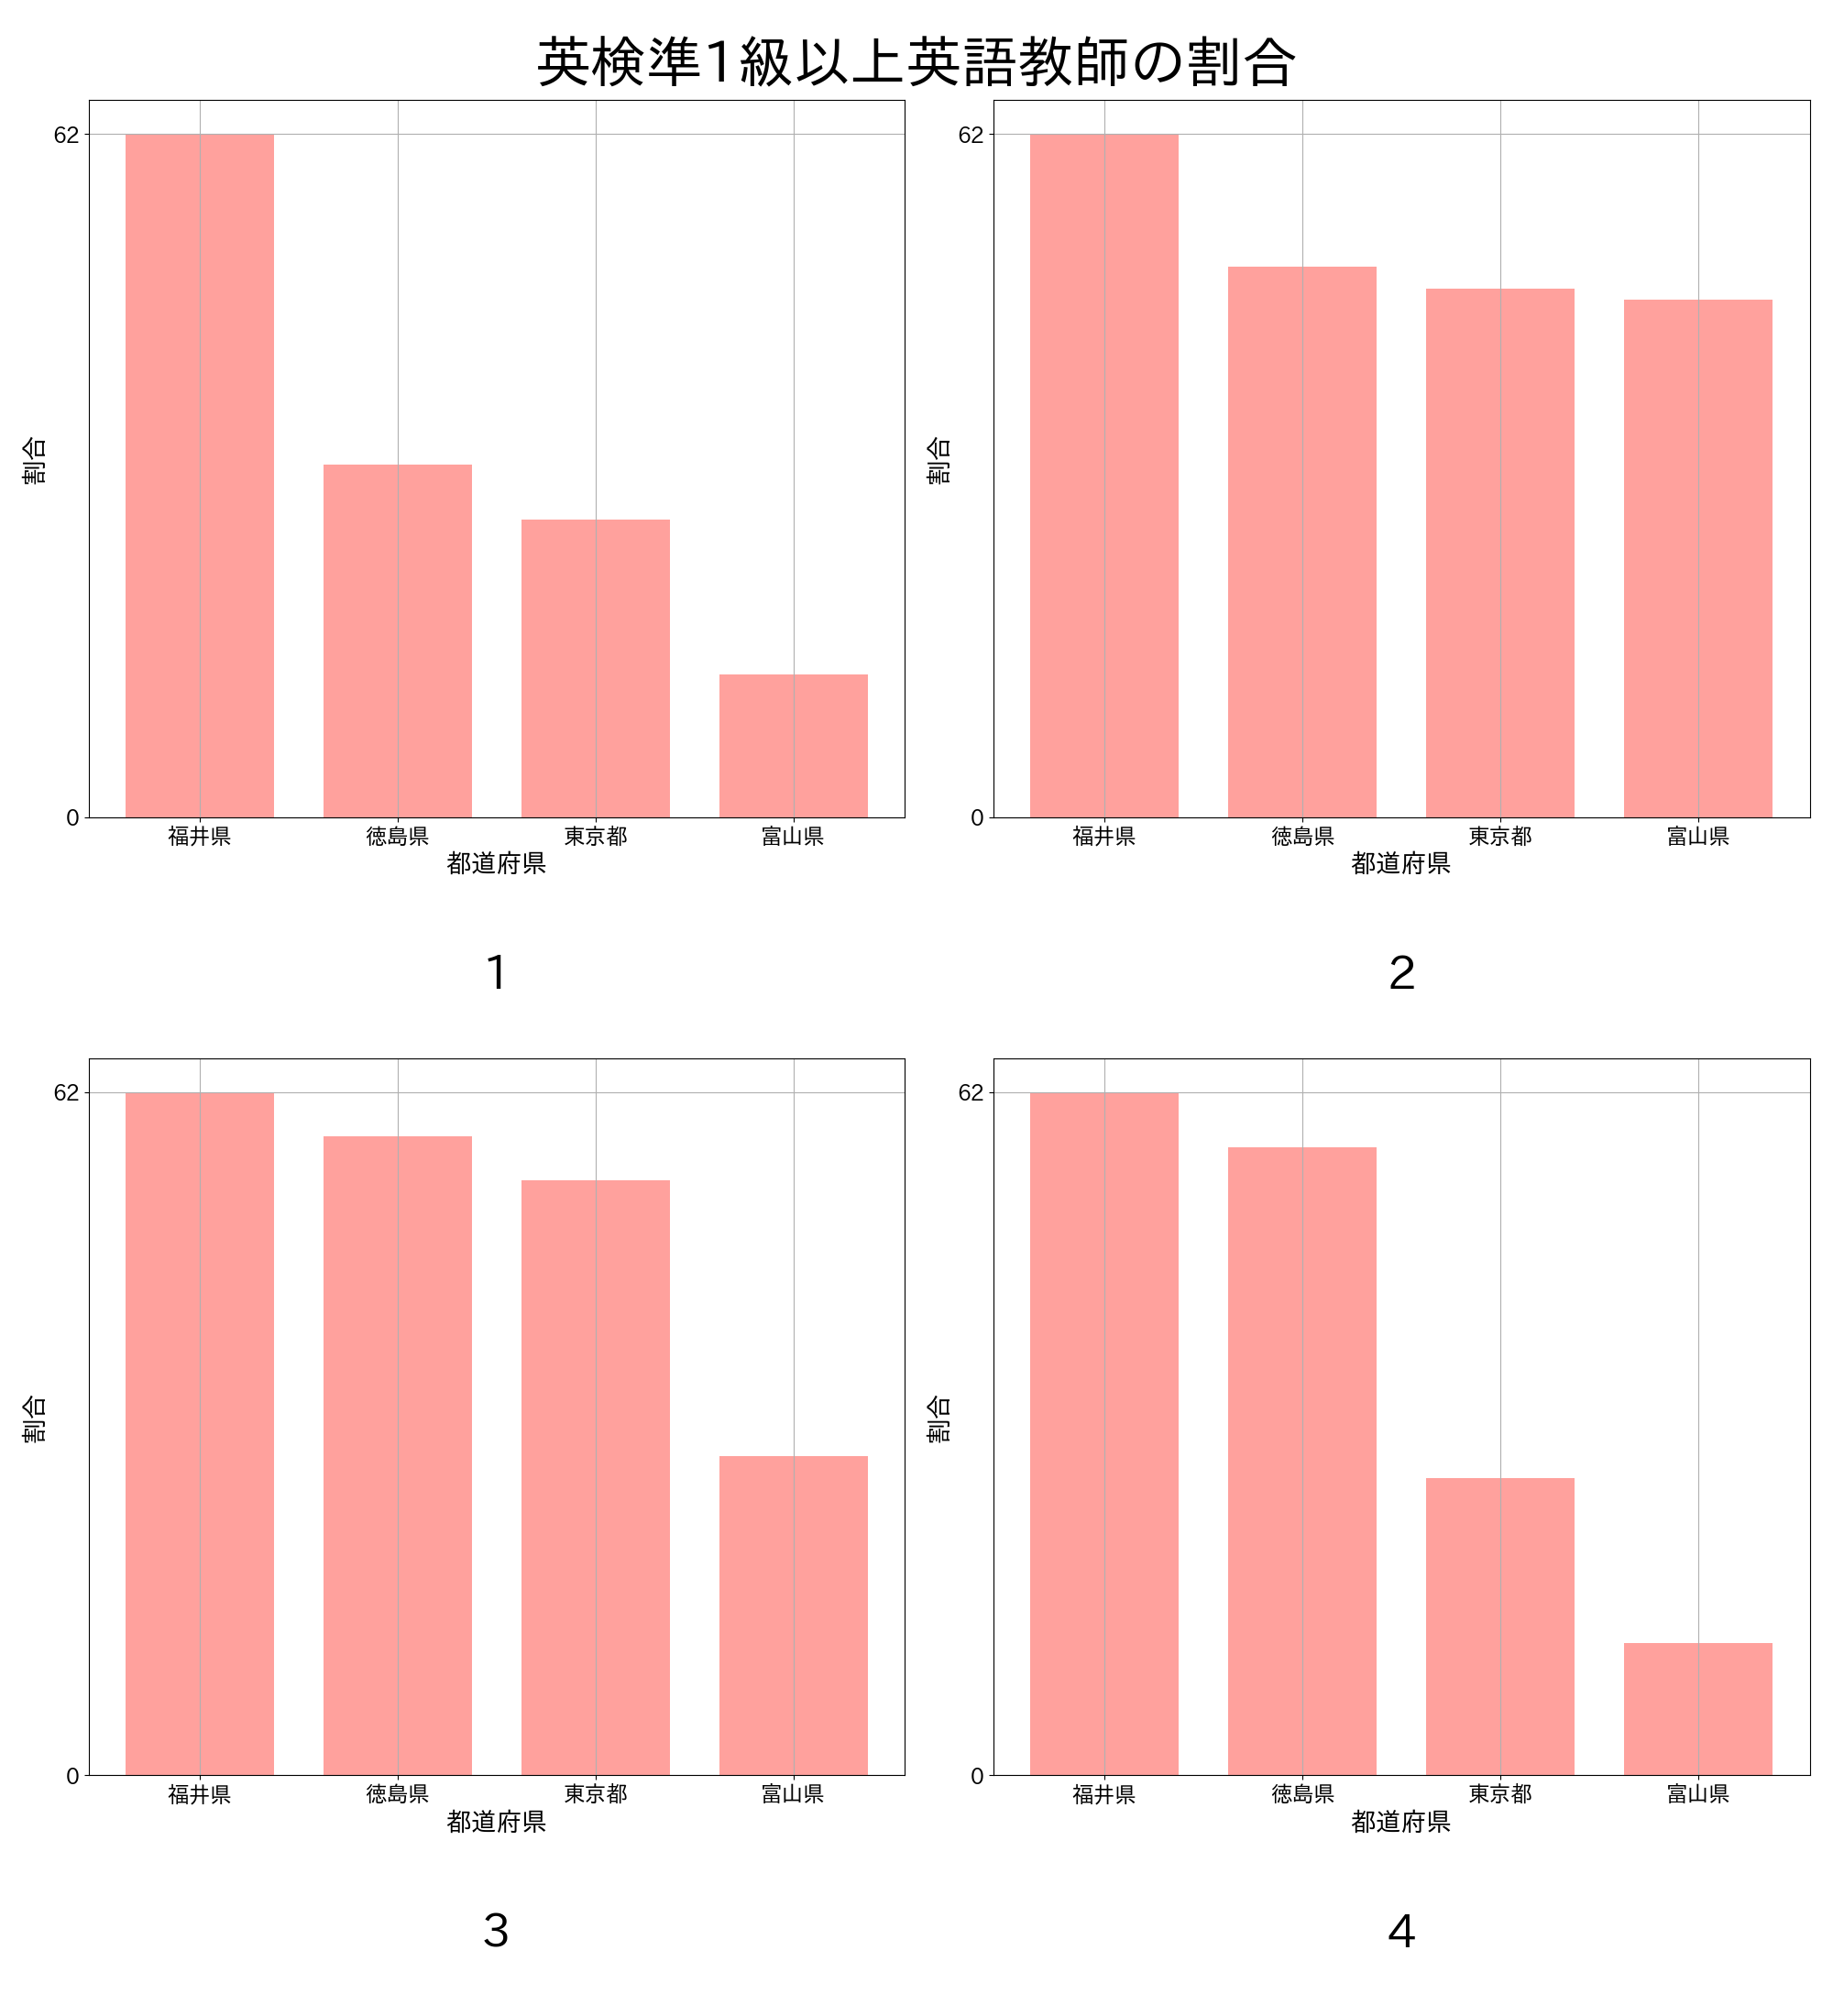 英検準1級以上英語教師の割合
62
0
割合
福井県 徳島県 東京都 富山県
都道府県
1
62
0
割合
福井県 徳島県 東京都 富山県
都道府県
2
62
0
割合
福井県 徳島県 東京都 富山県
都道府県
3
62
0
割合
福井県 徳島県 東京都 富山県
都道府県
4